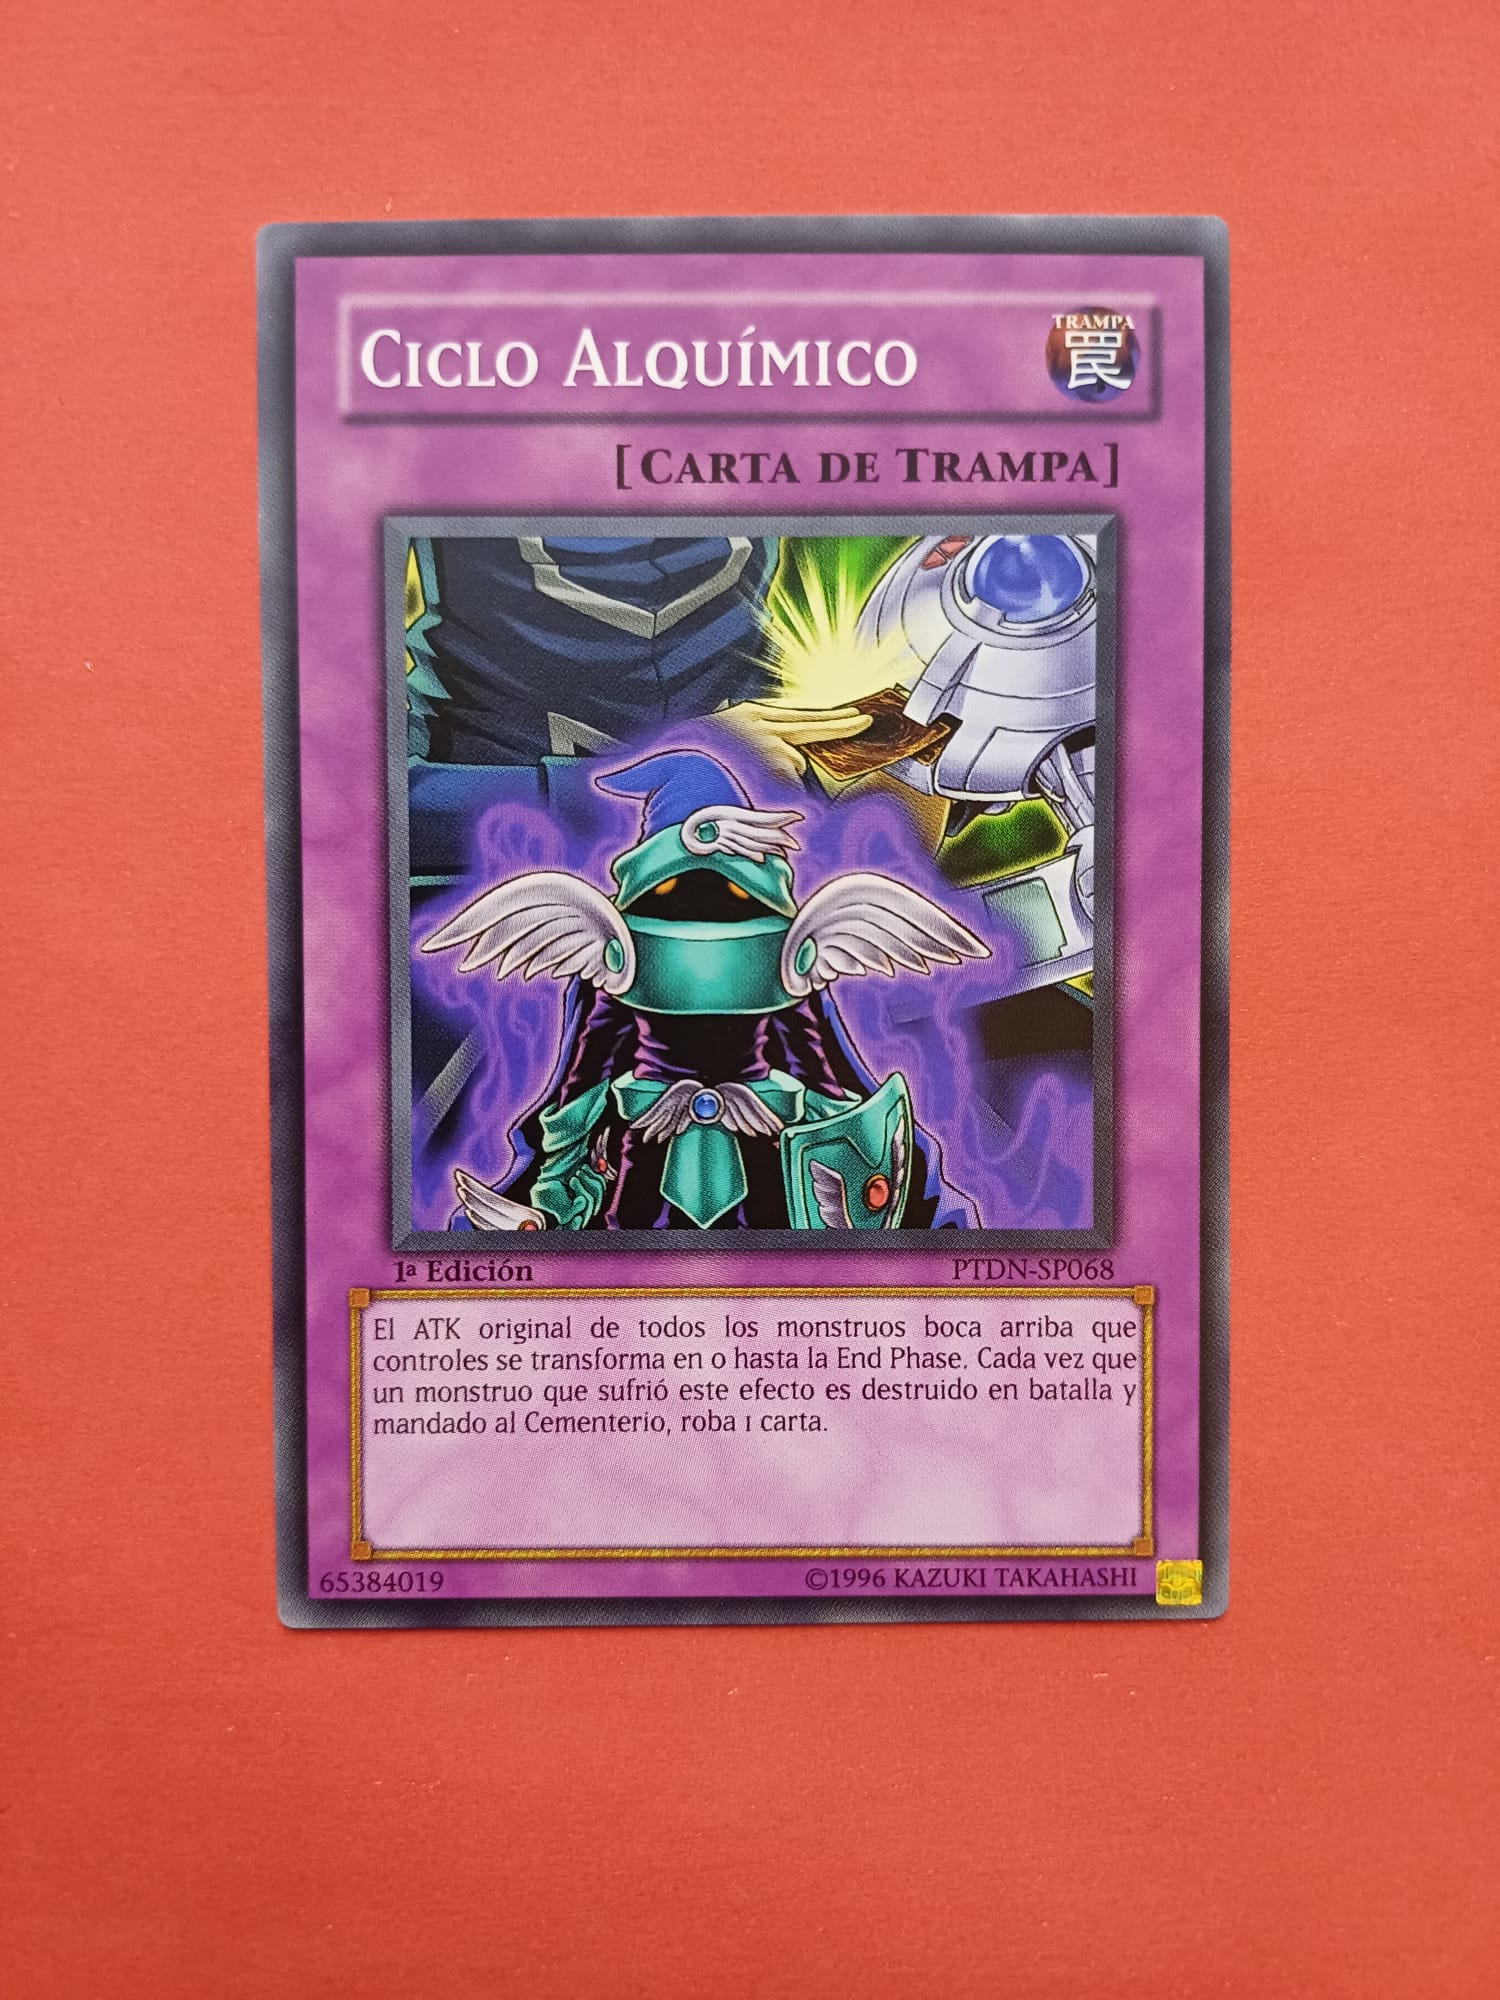 CICLO ALQUÍMICO
TRAMPA
罠
[CARTA DE TRAMPA]
1ª Edición
PTDN-SP068
El ATK original de todos los monstruos boca arriba que
controles se transforma en 0 hasta la End Phase. Cada vez que
un monstruo que sufrió este efecto es destruido en batalla y
mandado al Cementerio, roba 1 carta.
65384019
©1996 KAZUKI TAKAHASHI